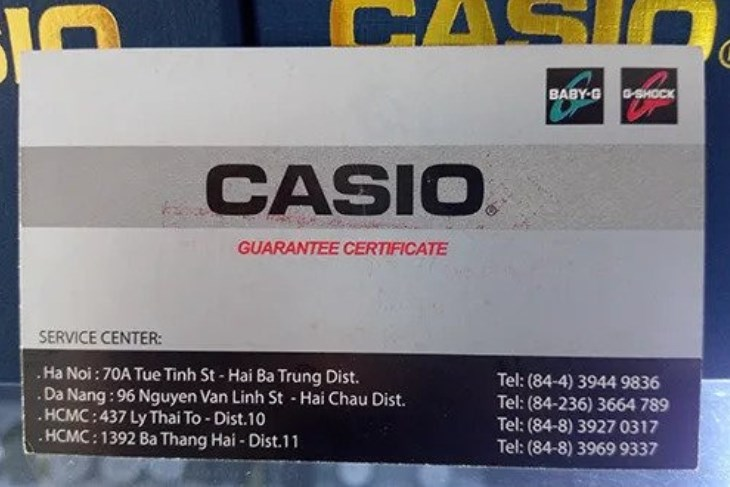 SIO
CASIO
BABY-G
G-SHOCK
CASIO®
GUARANTEE CERTIFICATE
SERVICE CENTER:
. Ha Noi : 70A Tue Tinh St - Hai Ba Trung Dist. Tel: (84-4) 3944 9836
. Da Nang : 96 Nguyen Van Linh St - Hai Chau Dist. Tel: (84-236) 3664 789
. HCMC : 437 Ly Thai To - Dist.10 Tel: (84-8) 3927 0317
. HCMC : 1392 Ba Thang Hai - Dist.11 Tel: (84-8) 3969 9337